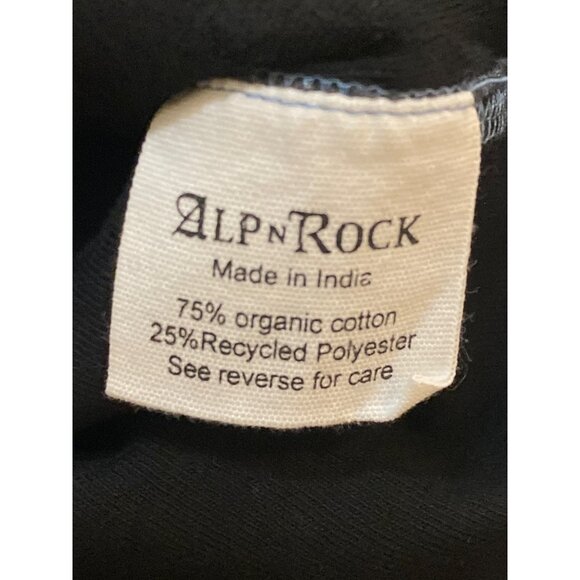 ALPNROCK
Made in India
75% organic cotton
25%Recycled Polyester
See reverse for care